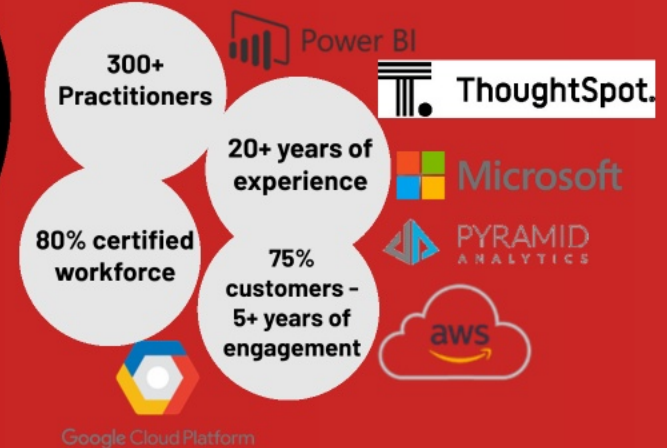 Power BI
300+
Practitioners
ThoughtSpot.
20+ years of
experience
Microsoft
80% certified
workforce
PYRAMID
ANALYTICS
75%
customers -
5+ years of
engagement
aws
Google Cloud Platform